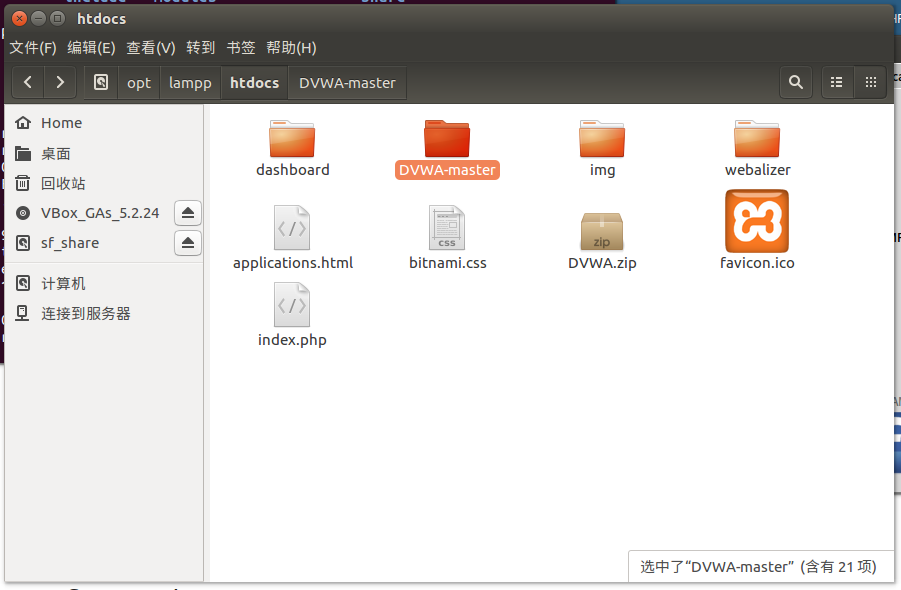 htdocs
文件(F) 编辑(E) 查看(V) 转到 书签 帮助(H)
opt lampp htdocs DVWA-master
Home
桌面
回收站
VBox_GAs_5.2.24
sf_share
计算机
连接到服务器
dashboard DVWA-master img webalizer
</> css zip
applications.html bitnami.css DVWA.zip favicon.ico
</>
index.php
选中了“DVWA-master” (含有 21 项)